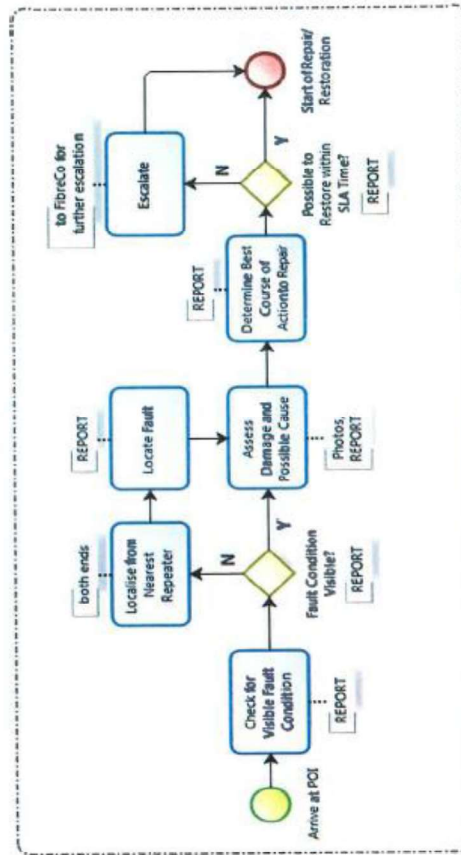 Arrive at POI
Check for
Visible Fault
Condition
REPORT
Fault Condition
Visible?
REPORT
N
Y
both ends
Localise from
Nearest
Repeater
REPORT
Locate Fault
Assess
Damage and
Possible Cause
Photos,
REPORT
REPORT
Determine Best
Course of
Actionto Repair
Possible to
Restore within
SLA Time?
REPORT
N
Y
to FibreCo for
further escalation
Escalate
Start of Repair/
Restoration